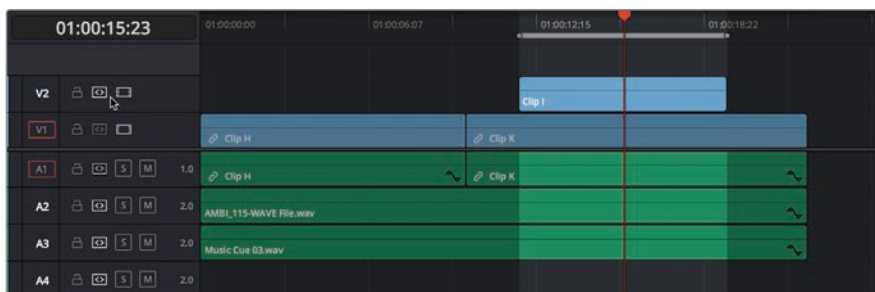 01:00:15:23
01:00:00:00 01:00:06:07 01:00:12:15 01:00:18:22
V2
Clip I
V1
Clip H Clip K
A1 S M 1.0
Clip H Clip K
A2 S M 2.0
AMBI_115-WAVE File.wav
A3 S M 2.0
Music Cue 03.wav
A4 S M 2.0